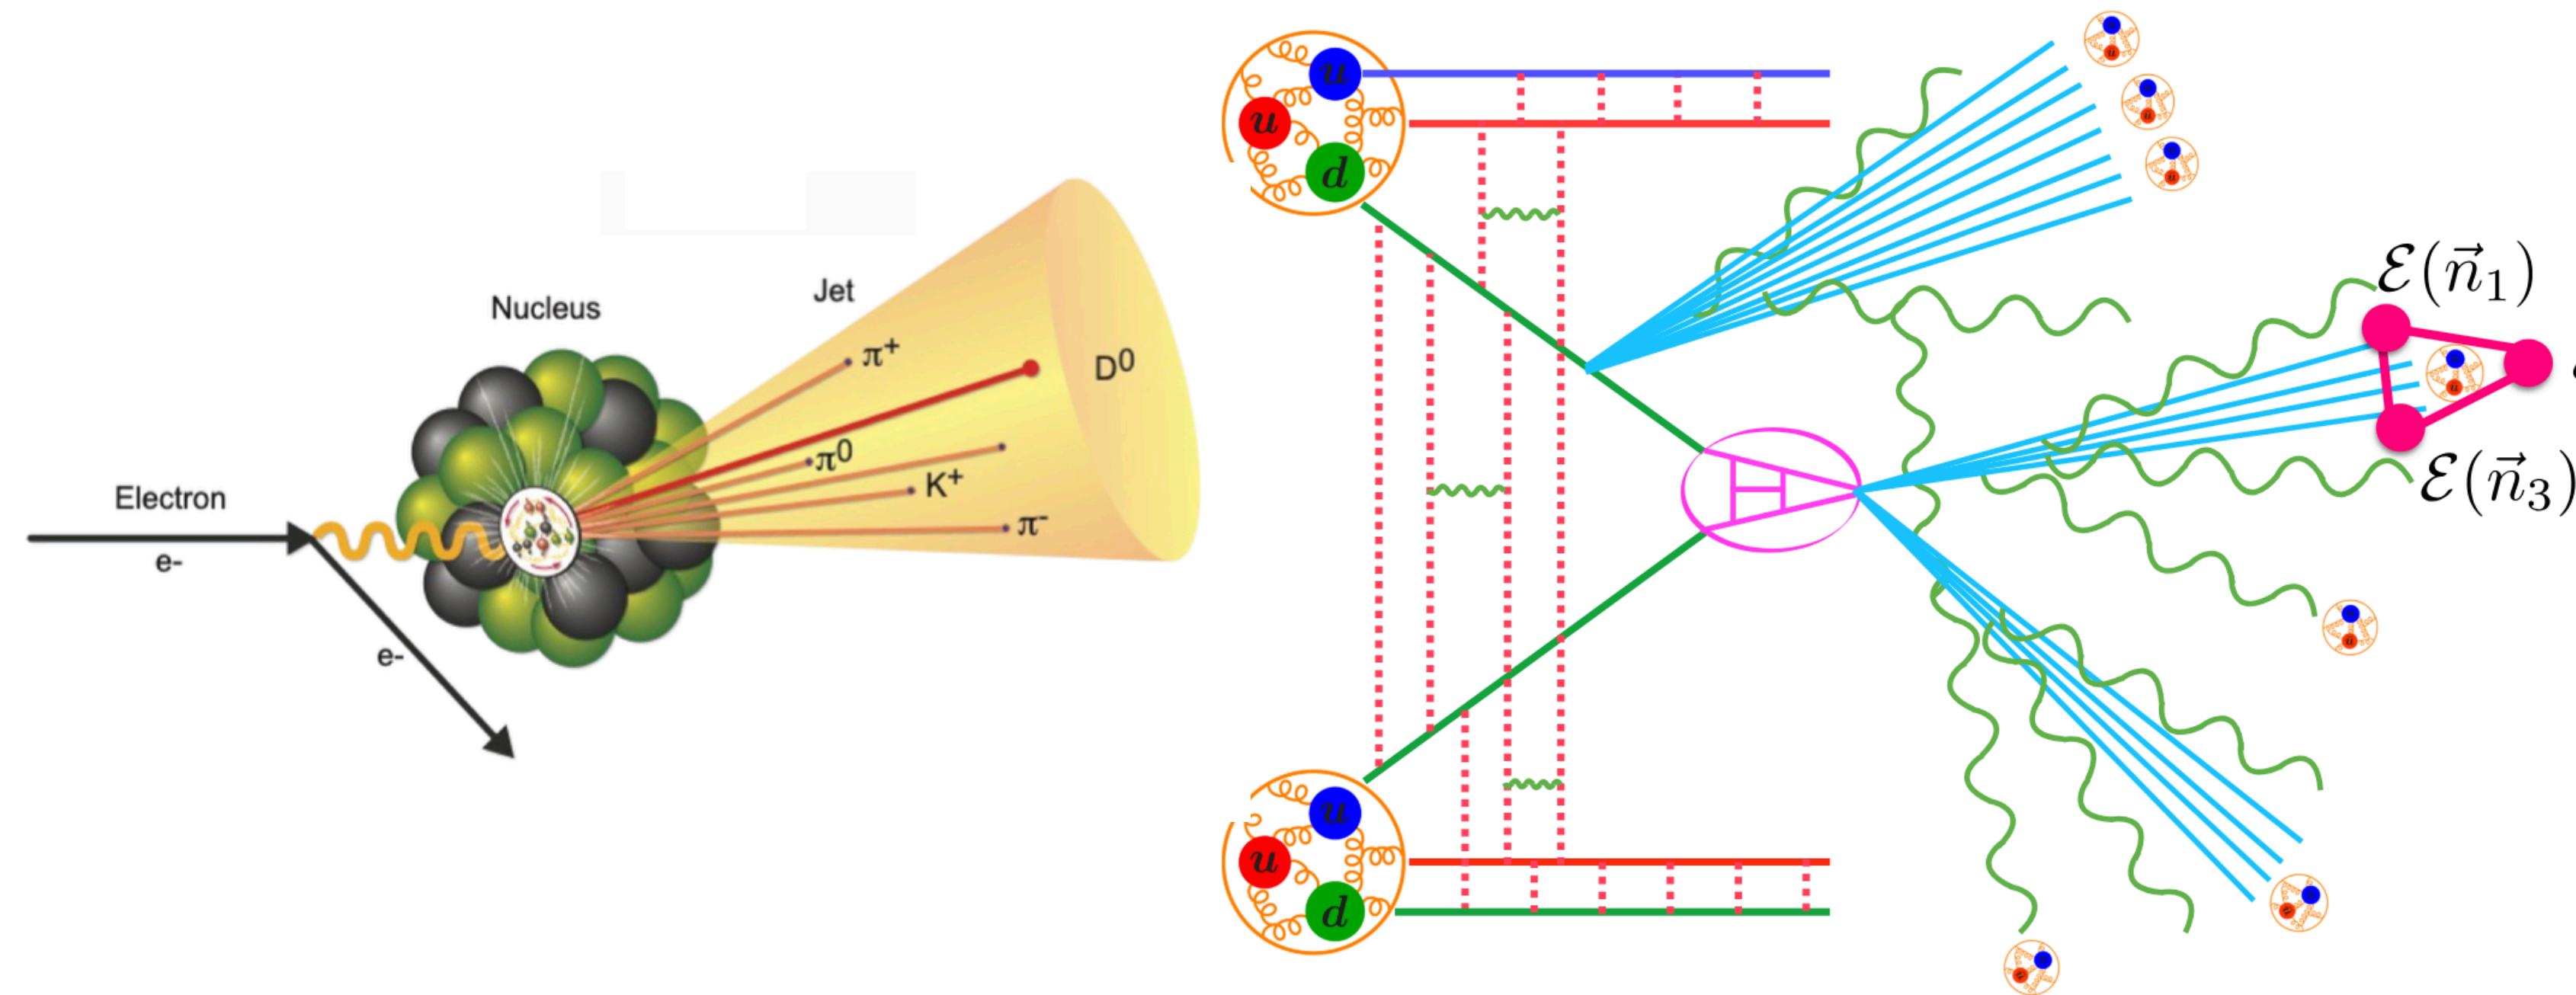 Nucleus
Jet
π+
D0
π0
K+
π-
Electron
e-
e-
u
u
d
u
u
d
ℰ(n⃗₁)
ℰ(n⃗₃)